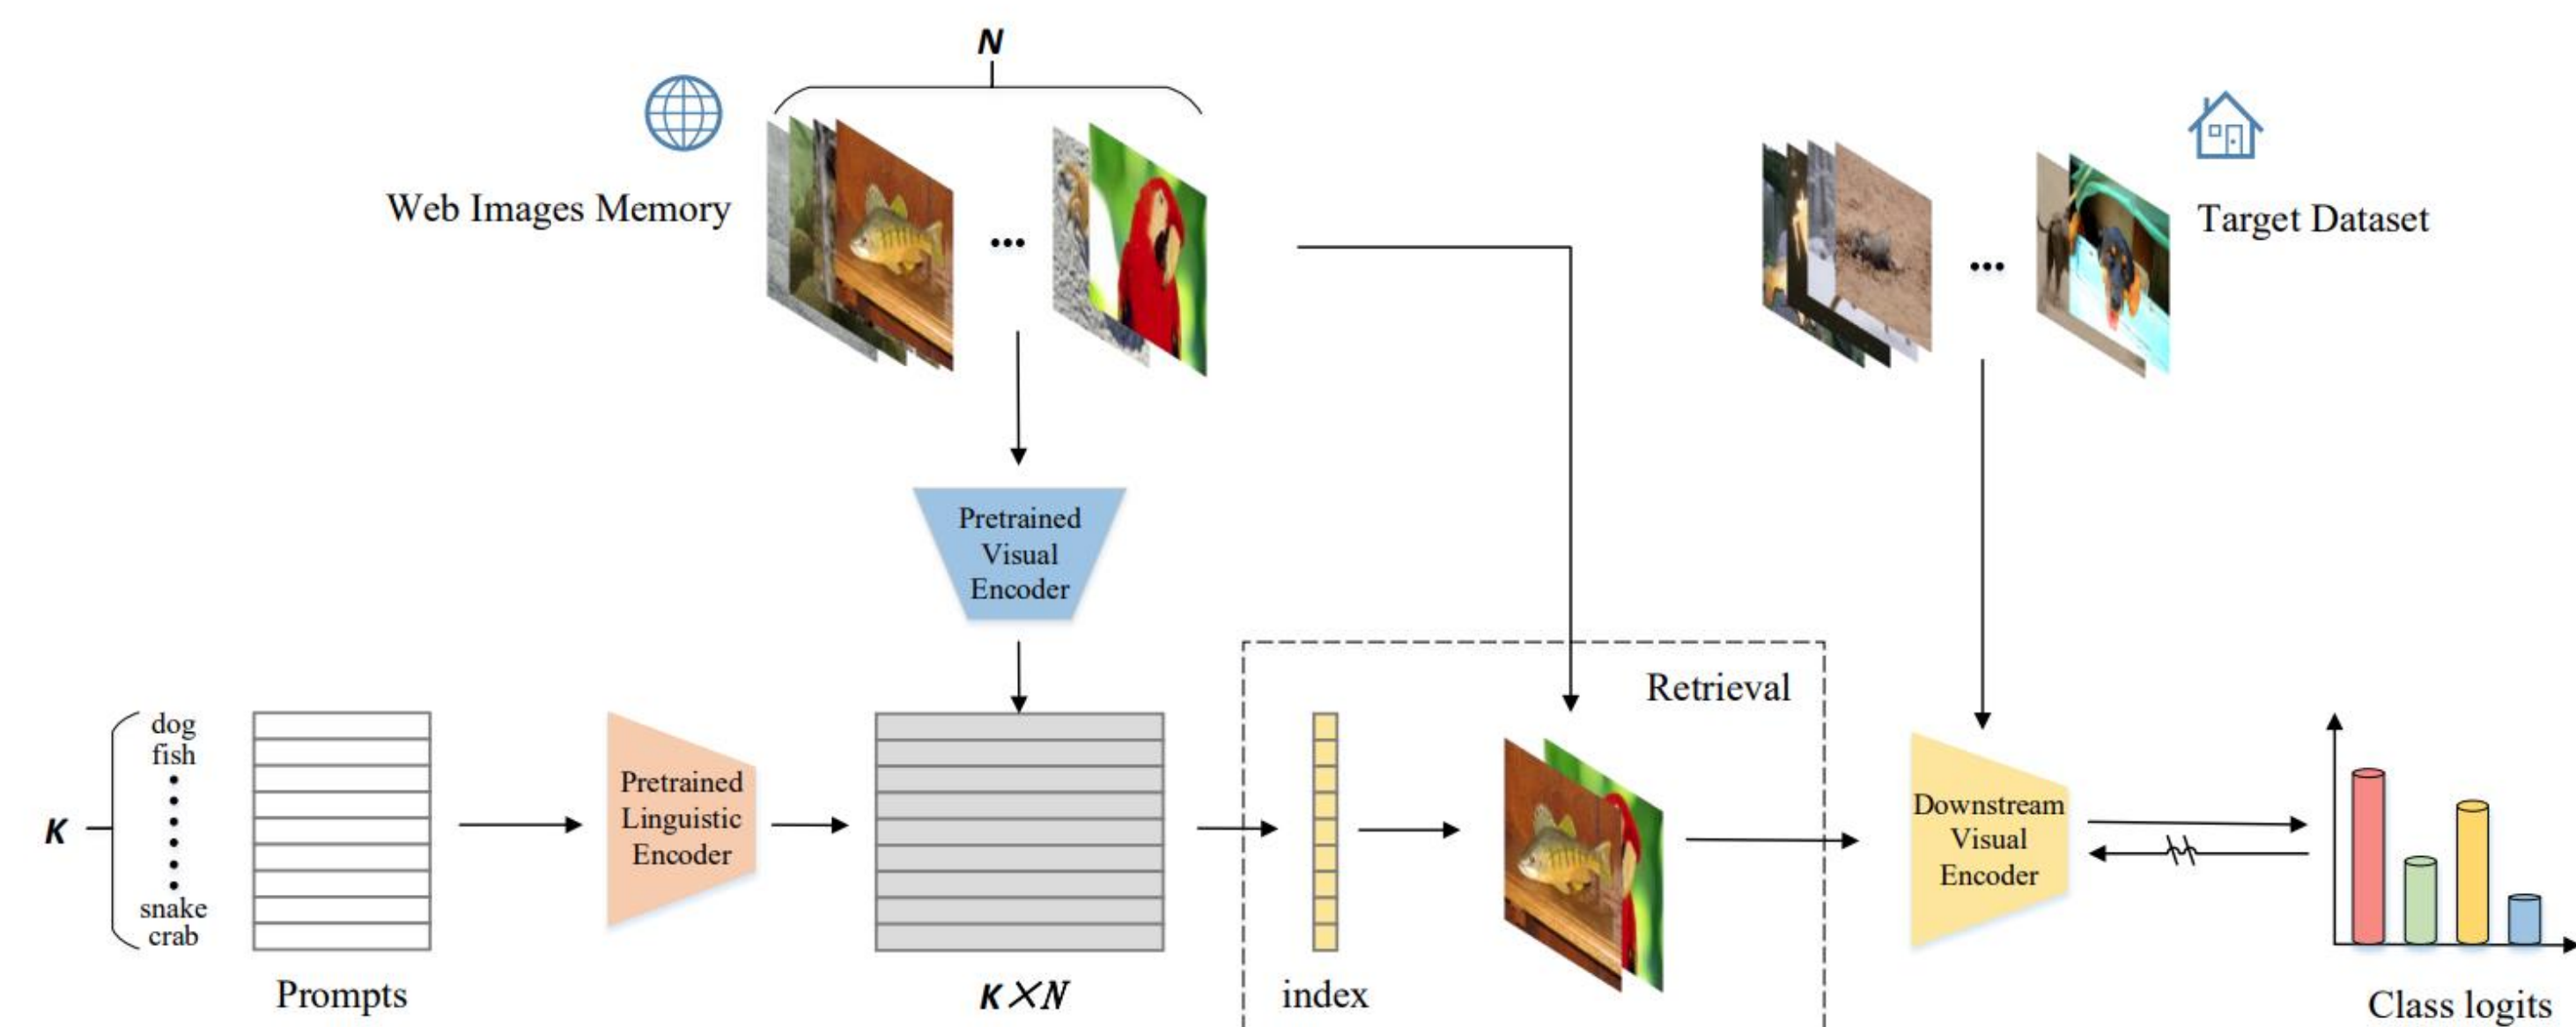 N
Web Images Memory
Target Dataset
Pretrained
Visual
Encoder
Retrieval
K
dog
fish
snake
crab
Prompts
Pretrained
Linguistic
Encoder
K×N
index
Downstream
Visual
Encoder
Class logits